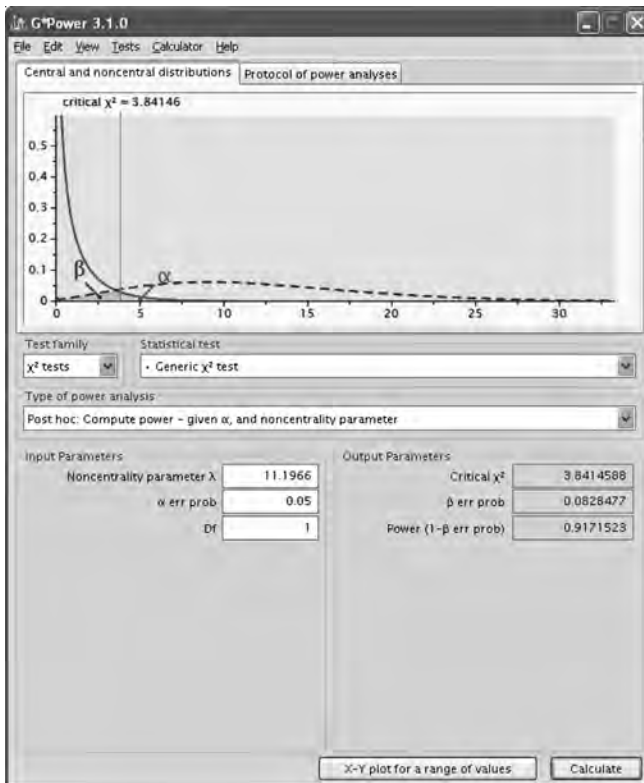 G*Power 3.1.0
File Edit View Tests Calculator Help
Central and noncentral distributions Protocol of power analyses
critical χ² = 3.84146
0.5
0.4
0.3
0.2
0.1
0
β
α
0 5 10 15 20 25 30
Test family Statistical test
χ² tests Generic χ² test
Type of power analysis
Post hoc: Compute power – given α, and noncentrality parameter
Input Parameters Output Parameters
Noncentrality parameter λ 11.1966 Critical χ² 3.8414588
α err prob 0.05 β err prob 0.0828477
Df 1 Power (1-β err prob) 0.9171523
X-Y plot for a range of values Calculate